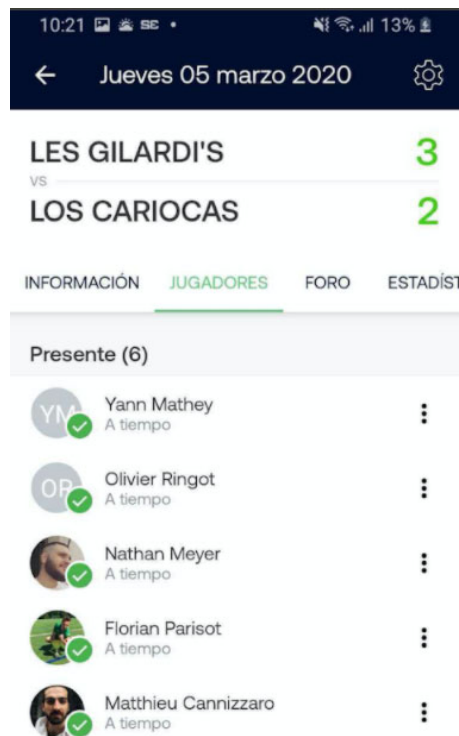 10:21 SE 13%
Jueves 05 marzo 2020
LES GILARDI'S 3
vs
LOS CARIOCAS 2
INFORMACIÓN JUGADORES FORO ESTADÍST
Presente (6)
YM Yann Mathey
A tiempo
OR Olivier Ringot
A tiempo
Nathan Meyer
A tiempo
Florian Parisot
A tiempo
Matthieu Cannizzaro
A tiempo